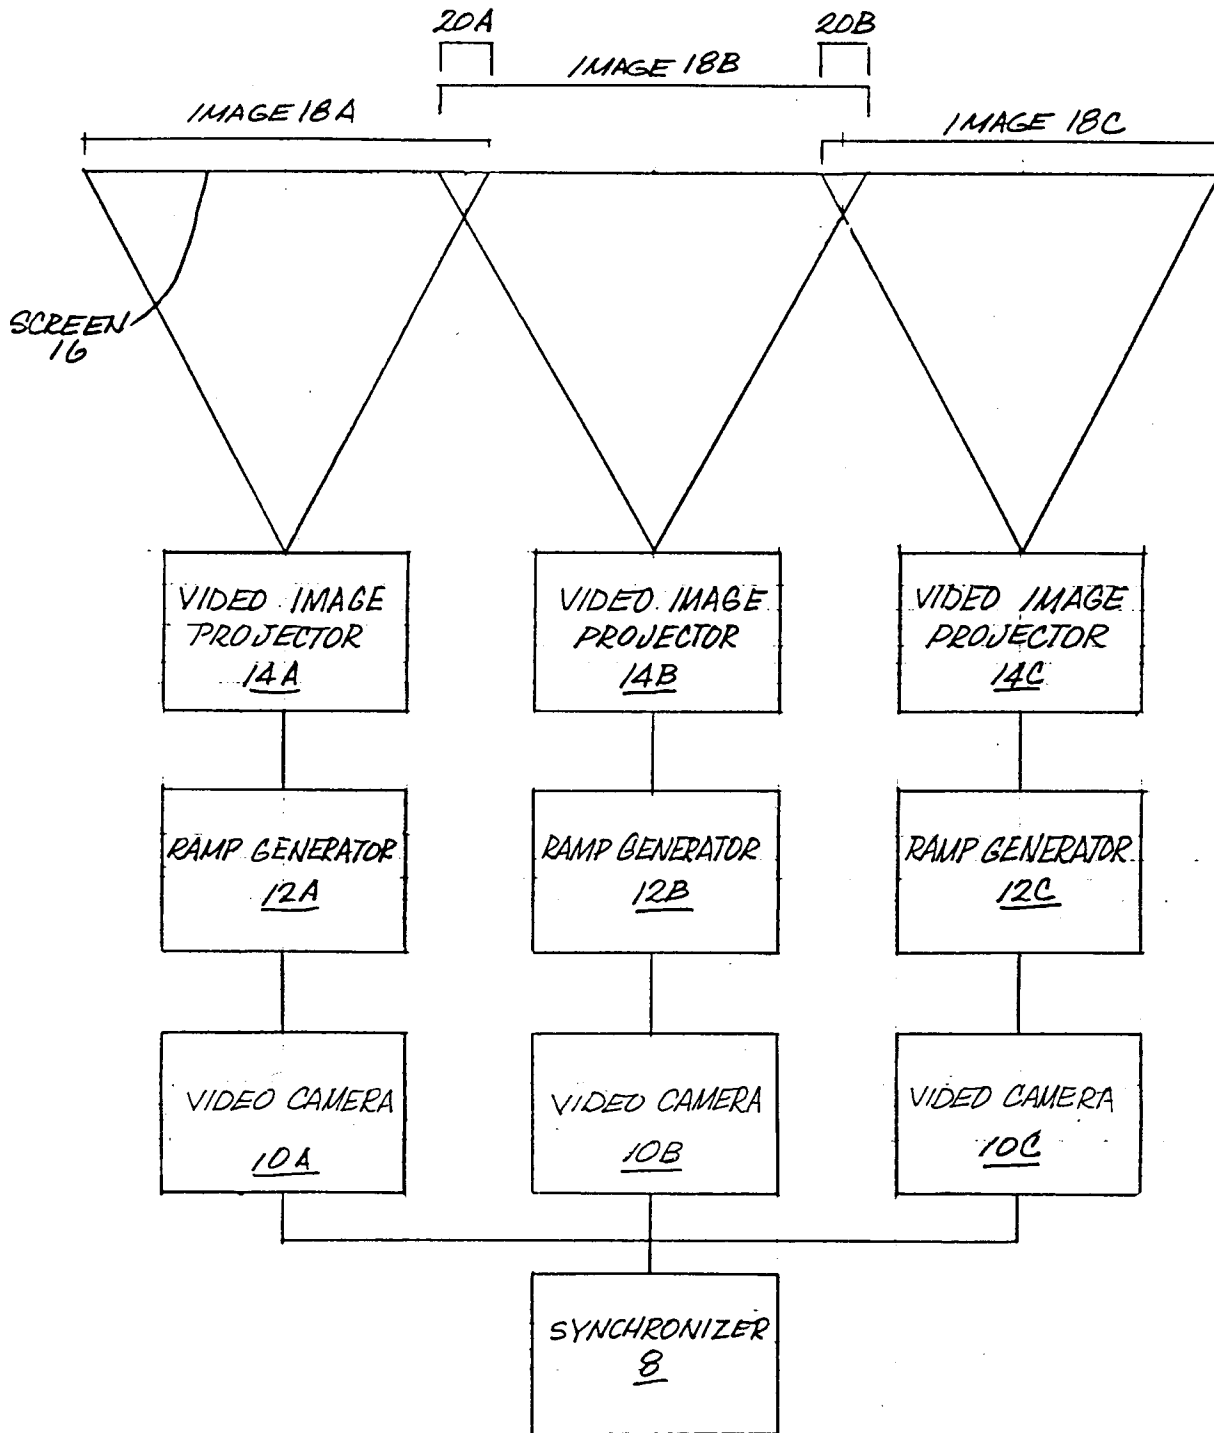 20A
20B
IMAGE 18B
IMAGE 18A
IMAGE 18C
SCREEN
16
VIDEO IMAGE
PROJECTOR
14A
VIDEO IMAGE
PROJECTOR
14B
VIDEO IMAGE
PROJECTOR
14C
RAMP GENERATOR
12A
RAMP GENERATOR
12B
RAMP GENERATOR
12C
VIDEO CAMERA
10A
VIDEO CAMERA
10B
VIDEO CAMERA
10C
SYNCHRONIZER
8